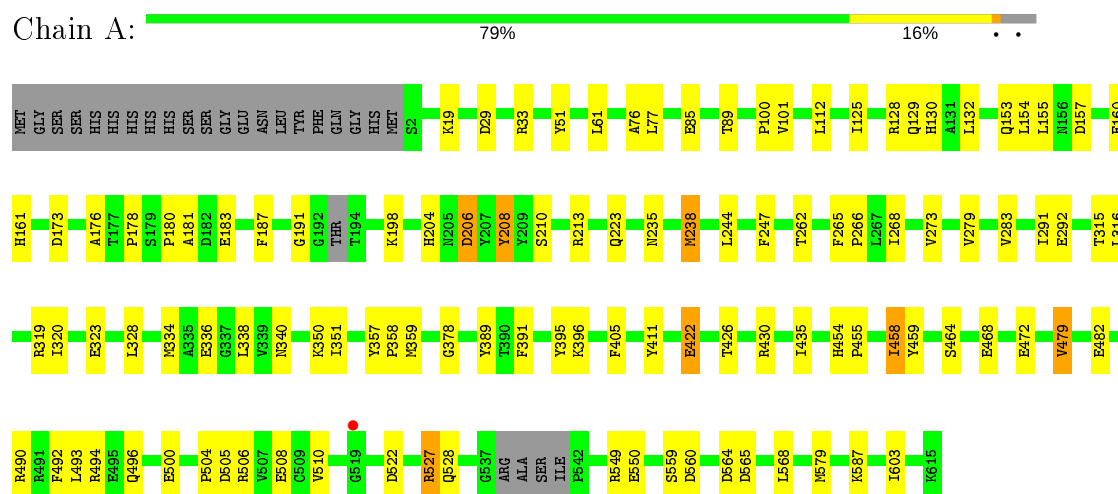 Chain A:
79% 16% • •
MET GLY SER SER HIS HIS HIS HIS HIS SER SER GLY GLU ASN LEU TYR PHE GLN GLY HIS MET S2 K19 D29 R33 Y51 L61 A76 L77 E85 T89 P100 V101 L112 I125 R128 Q129 H130 A131 L132 Q153 L154 L155 N156 D157
H161 D173 A176 T177 P178 S179 P180 A181 D182 E183 F187 G191 G192 THR T194 K198 H204 N205 D206 Y207 Y208 Y209 S210 R213 Q223 N235 M238 L244 F247 T262 F265 P266 L267 I268 V273 V279 V283 I291 E292 T315 L316
R319 I320 E323 L328 M334 A335 E336 G337 L338 V339 N340 K350 I351 Y357 P358 M359 G378 Y389 T390 F391 Y395 K396 F405 Y411 E422 T426 R430 I435 H454 P455 I458 Y459 S464 E468 E472 V479 E482
R490 R491 F492 L493 R494 E495 Q496 E500 P504 D505 R506 V507 E508 C509 V510 G519 D522 R527 Q528 G537 ARG ALA SER ILE P542 R549 E550 S559 D560 D564 D565 L568 M579 K587 I603 K615